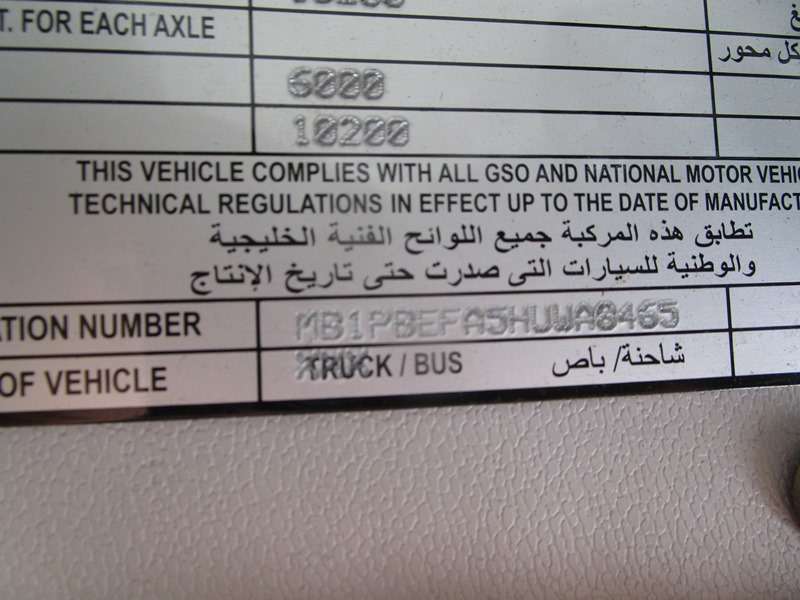 T. FOR EACH AXLE
كل محور
6000
10200
THIS VEHICLE COMPLIES WITH ALL GSO AND NATIONAL MOTOR VEHIC
TECHNICAL REGULATIONS IN EFFECT UP TO THE DATE OF MANUFACT
تطابق هذه المركبة جميع اللوائح الفنية الخليجية
والوطنية للسيارات التى صدرت حتى تاريخ الإنتاج
ATION NUMBER MB1PBEFA5HUWA8465
OF VEHICLE TRUCK / BUS شاحنة/ باص